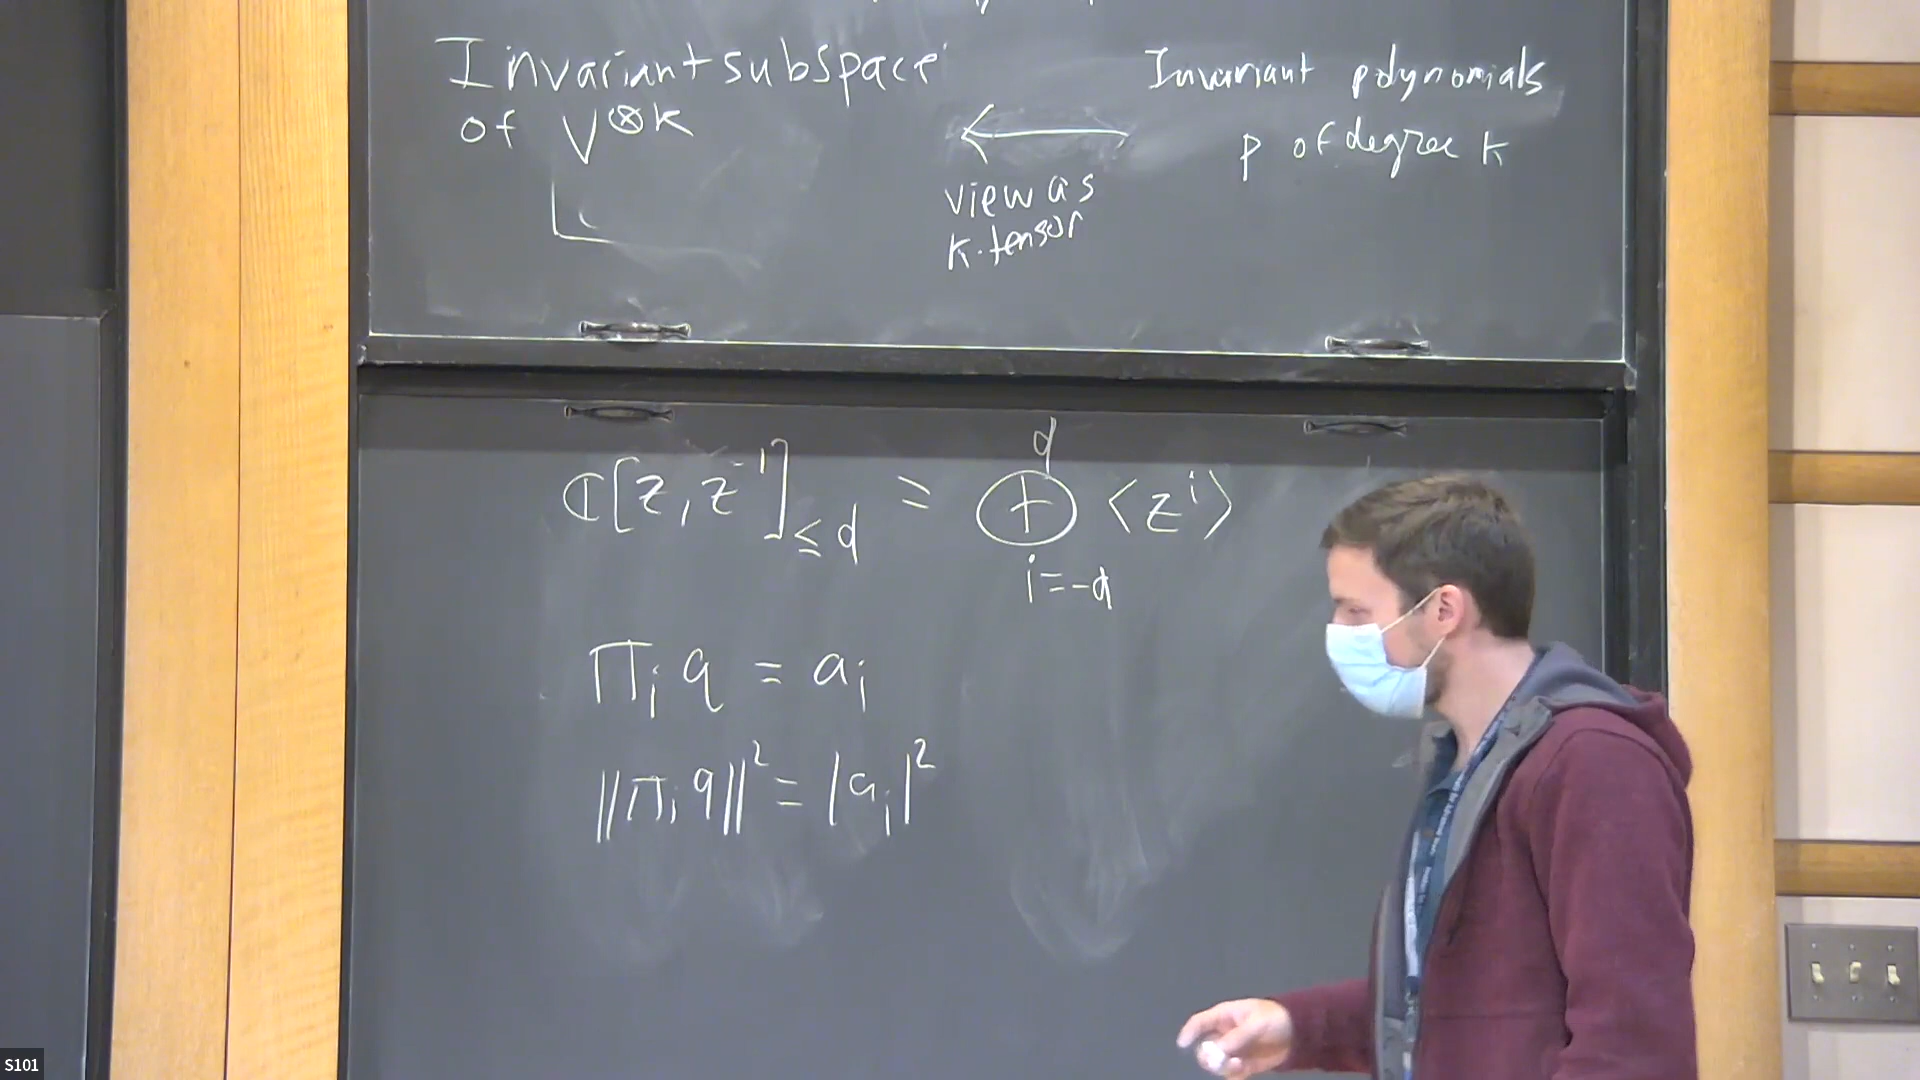 Invariant subspace
of V⊗k
Invariant polynomials
p of degree k
←
view as
k-tensor
ℂ[z, z⁻¹]≤d = ⊕ᵢ₌₋dᵈ ⟨zⁱ⟩
Πᵢ q = aᵢ
||Πᵢ q||² = |aᵢ|²
S101